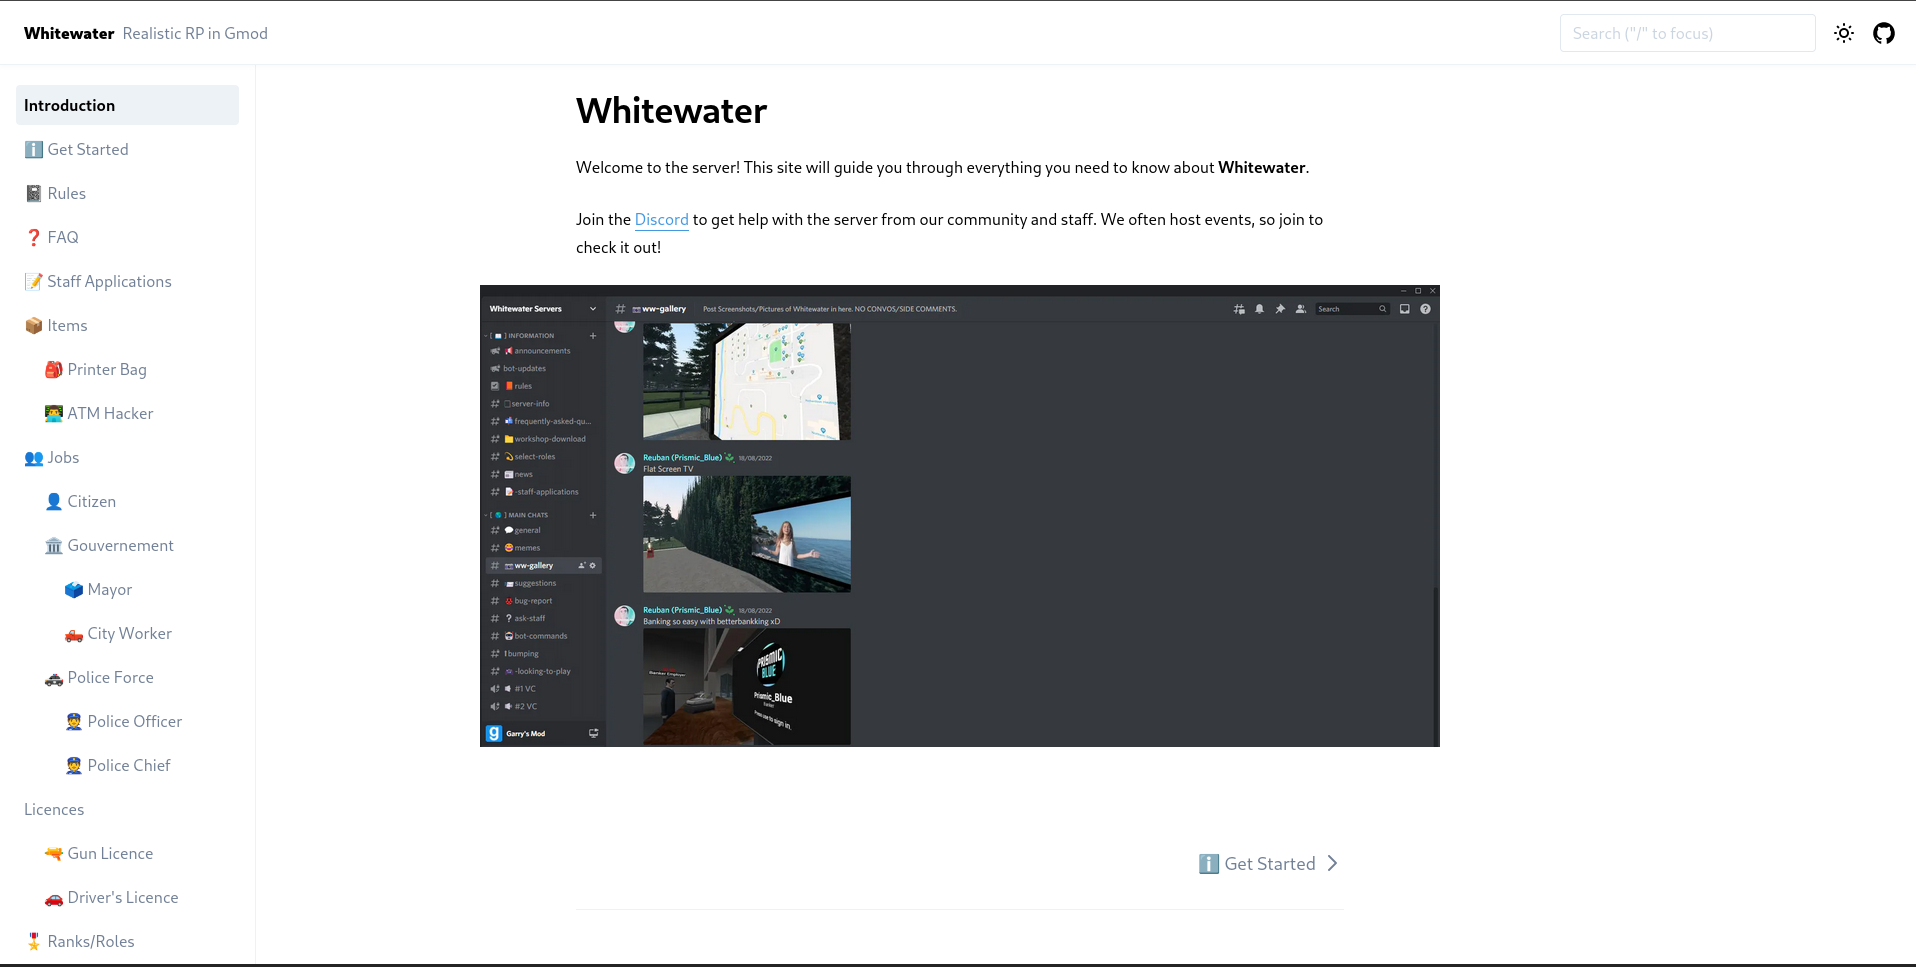 Whitewater Realistic RP in Gmod
Search ("/" to focus)
Introduction
Get Started
Rules
FAQ
Staff Applications
Items
Printer Bag
ATM Hacker
Jobs
Citizen
Gouvernement
Mayor
City Worker
Police Force
Police Officer
Police Chief
Licences
Gun Licence
Driver's Licence
Ranks/Roles
Whitewater
Welcome to the server! This site will guide you through everything you need to know about Whitewater.
Join the Discord to get help with the server from our community and staff. We often host events, so join to
check it out!
Whitewater Servers
# ww-gallery Post Screenshots/Pictures of Whitewater in here. NO CONVOS/SIDE COMMENTS.
Search
[ ] INFORMATION
announcements
bot-updates
rules
# server-info
# frequently-asked-qu...
# workshop-download
# select-roles
# news
# -staff-applications
[ ] MAIN CHATS
# general
# memes
# ww-gallery
# suggestions
# bug-report
# ask-staff
# bot-commands
# bumping
# -looking-to-play
#1 VC
#2 VC
g Garry's Mod
Reuban (Prismic_Blue) 18/08/2022
Flat Screen TV
Reuban (Prismic_Blue) 18/08/2022
Banking so easy with betterbankking xD
Banker Employer
PRISMIC
BLUE
Prismic_Blue
Press use to sign in.
Get Started